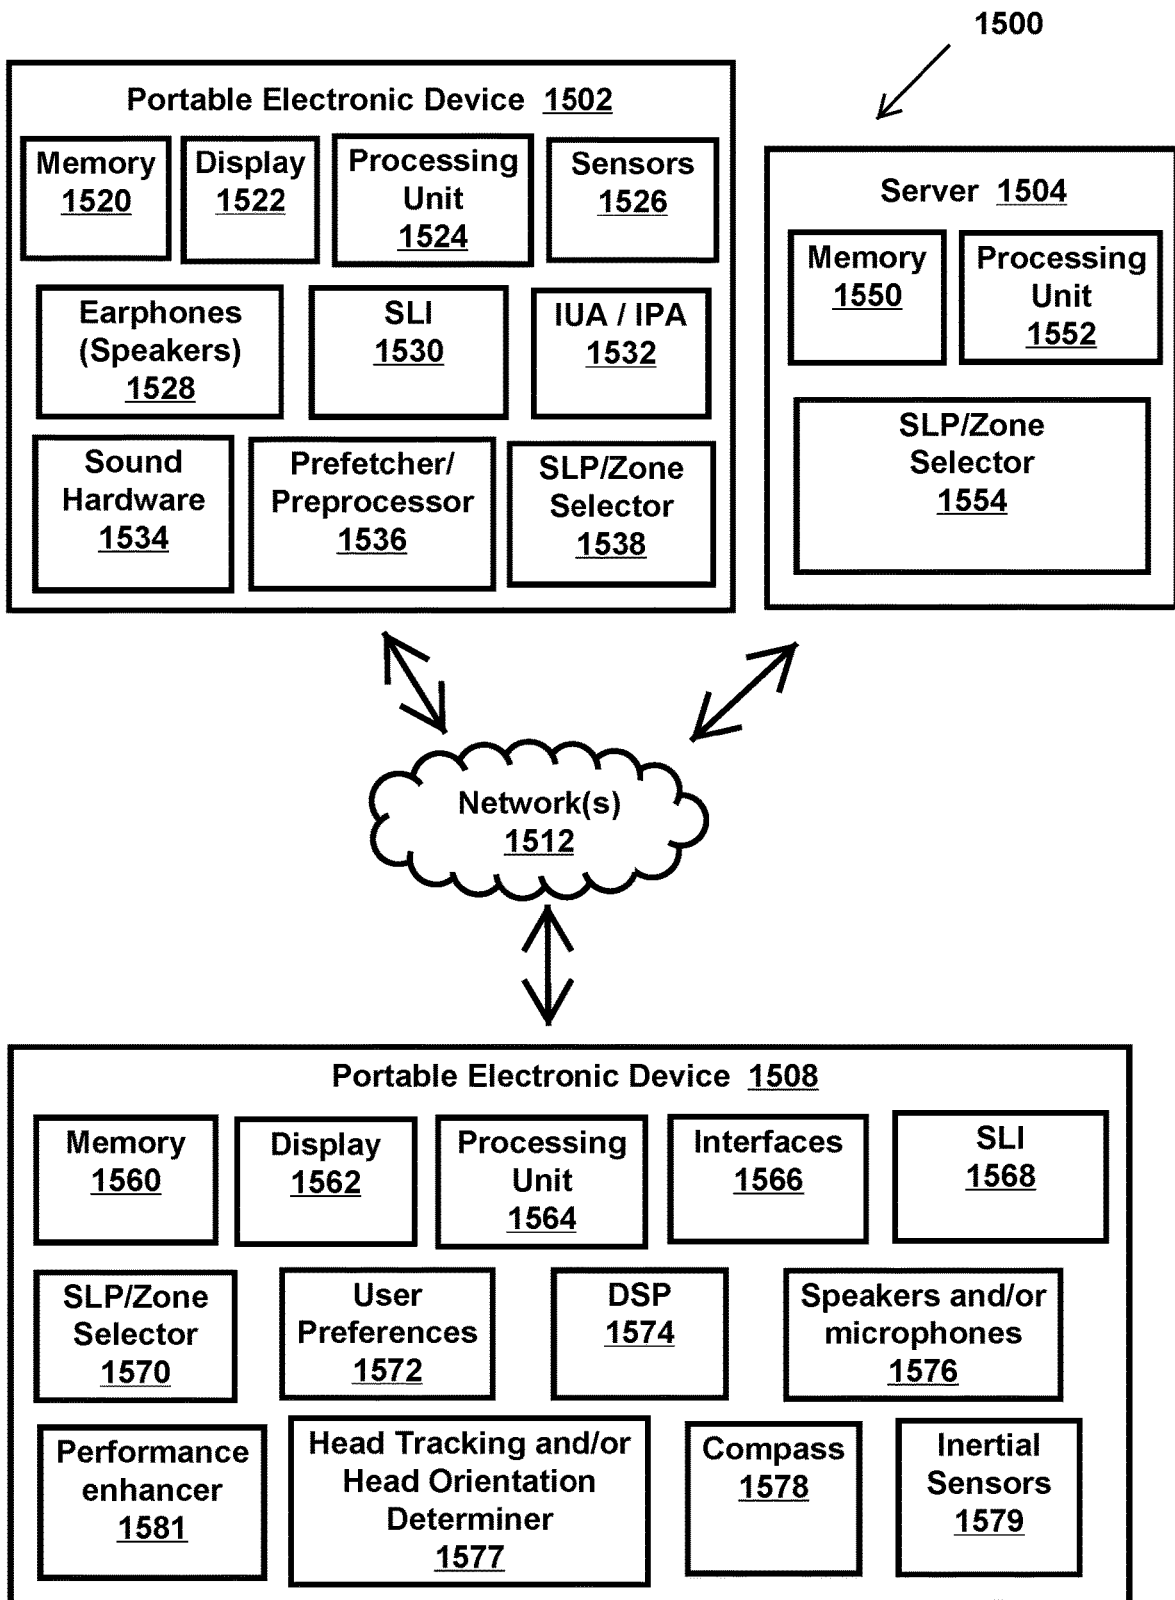 1500
Portable Electronic Device 1502
Memory
1520
Display
1522
Processing
Unit
1524
Sensors
1526
Earphones
(Speakers)
1528
SLI
1530
IUA / IPA
1532
Sound
Hardware
1534
Prefetcher/
Preprocessor
1536
SLP/Zone
Selector
1538
Server 1504
Memory
1550
Processing
Unit
1552
SLP/Zone
Selector
1554
Network(s)
1512
Portable Electronic Device 1508
Memory
1560
Display
1562
Processing
Unit
1564
Interfaces
1566
SLI
1568
SLP/Zone
Selector
1570
User
Preferences
1572
DSP
1574
Speakers and/or
microphones
1576
Performance
enhancer
1581
Head Tracking and/or
Head Orientation
Determiner
1577
Compass
1578
Inertial
Sensors
1579